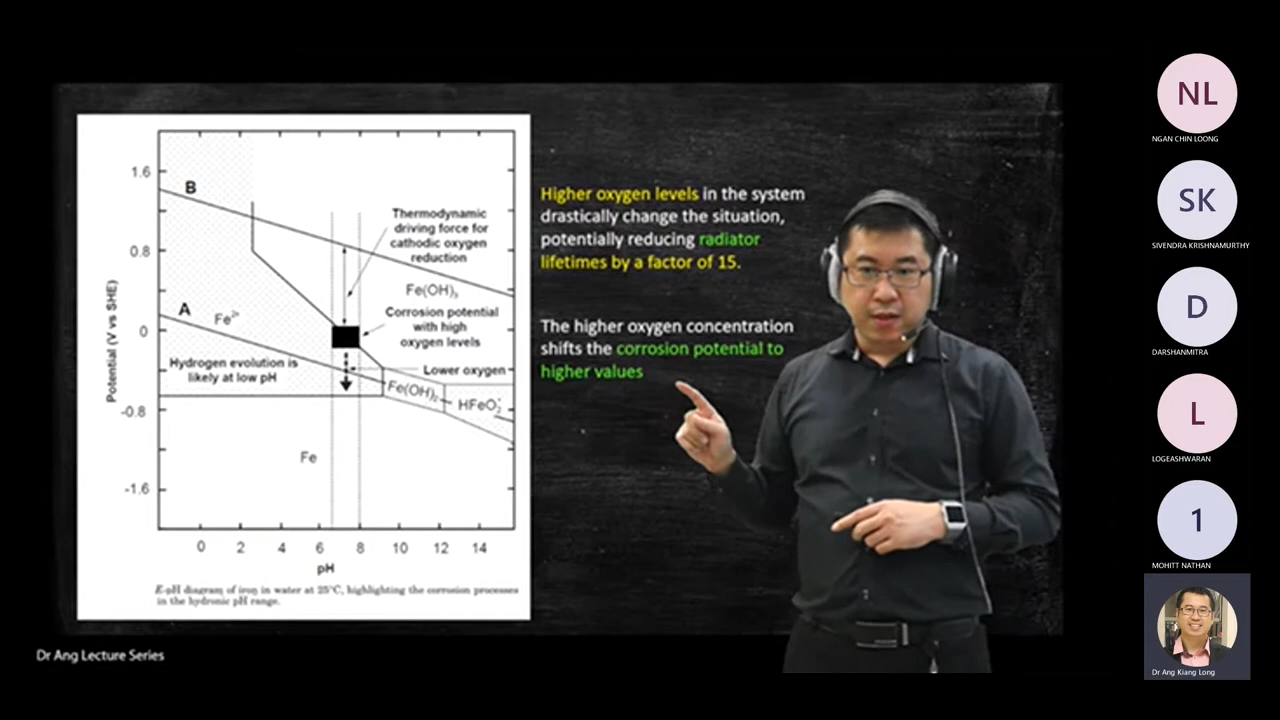 1.6
0.8
0
-0.8
-1.6
Potential (V vs SHE)
B
A
Thermodynamic
driving force for
cathodic oxygen
reduction
Fe(OH)₃
Fe²⁺
Corrosion potential
with high
oxygen levels
Hydrogen evolution is
likely at low pH
Lower oxygen
Fe(OH)₂
HFeO₂⁻
Fe
0 2 4 6 8 10 12 14
pH
E-pH diagram of iron in water at 25°C, highlighting the corrosion processes
in the hydronic pH range.
Higher oxygen levels in the system
drastically change the situation,
potentially reducing radiator
lifetimes by a factor of 15.
The higher oxygen concentration
shifts the corrosion potential to
higher values
Dr Ang Lecture Series
NL
NGAN CHIN LOONG
SK
SIVENDRA KRISHNAMURTHY
D
DARSHANMITRA
L
LOGEASHWARAN
1
MOHITT NATHAN
Dr Ang Kiang Long